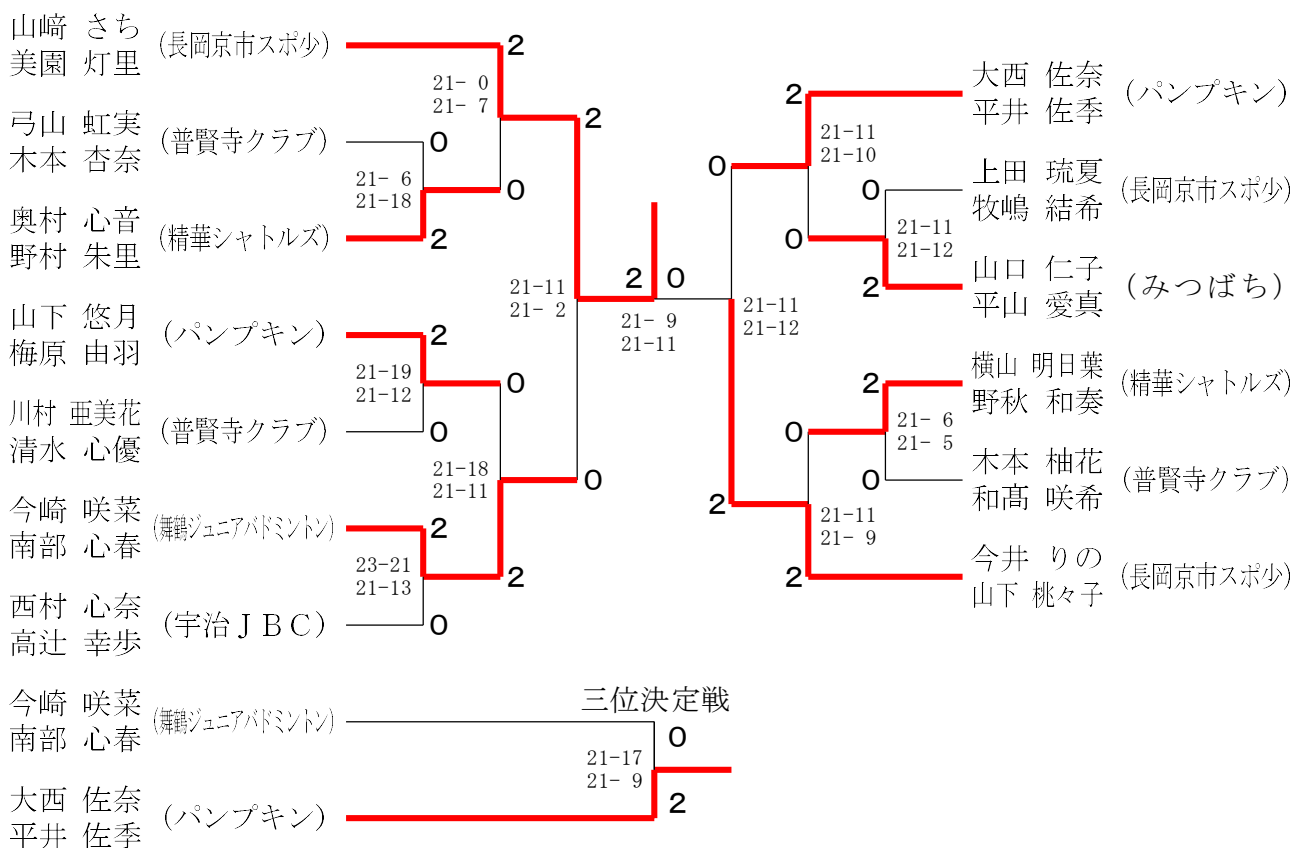 山﨑 さち
美園 灯里
(長岡京市スポ少)
2
21- 0
21- 7
2
弓山 虹実
木本 杏奈
(普賢寺クラブ)
0
21- 6
21-18
0
奥村 心音
野村 朱里
(精華シャトルズ)
2
21-11
21- 2
山下 悠月
梅原 由羽
(パンプキン)
2
21-19
21-12
0
川村 亜美花
清水 心優
(普賢寺クラブ)
0
21-18
21-11
0
今崎 咲菜
南部 心春
(舞鶴ジュニアバドミントン)
2
23-21
21-13
2
西村 心奈
高辻 幸歩
(宇治ＪＢＣ)
0
2
0
21- 9
21-11
大西 佐奈
平井 佐季
(パンプキン)
2
21-11
21-10
0
上田 琉夏
牧嶋 結希
(長岡京市スポ少)
0
21-11
21-12
0
山口 仁子
平山 愛真
(みつばち)
2
21-11
21-12
横山 明日葉
野秋 和奏
(精華シャトルズ)
2
21- 6
21- 5
0
木本 柚花
和髙 咲希
(普賢寺クラブ)
0
2
21-11
21- 9
今井 りの
山下 桃々子
(長岡京市スポ少)
2
三位決定戦
今崎 咲菜
南部 心春
(舞鶴ジュニアバドミントン)
0
21-17
21- 9
大西 佐奈
平井 佐季
(パンプキン)
2